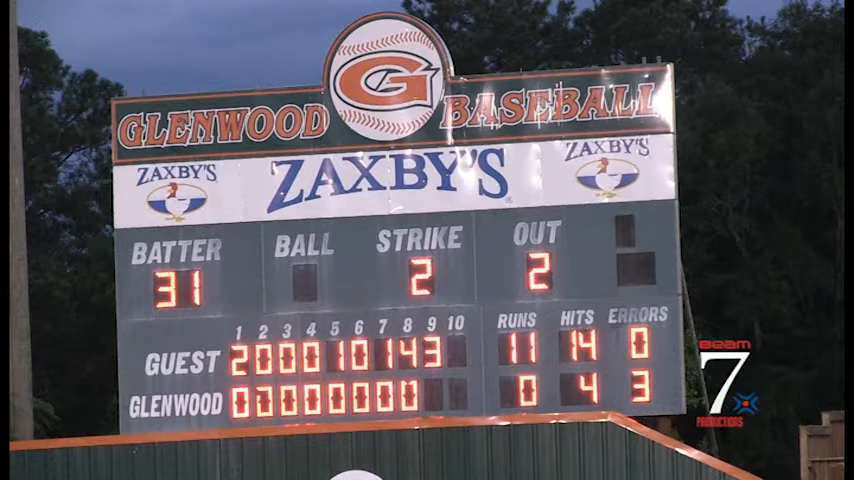 G
GLENWOOD BASEBALL
ZAXBY'S ZAXBY'S ZAXBY'S
BATTER BALL STRIKE OUT
31 2 2
1 2 3 4 5 6 7 8 9 10 RUNS HITS ERRORS
GUEST 2 0 0 0 1 0 1 4 3 11 14 0
GLENWOOD 0 0 0 0 0 0 0 0 0 4 3
BEAM
7
PRODUCTIONS